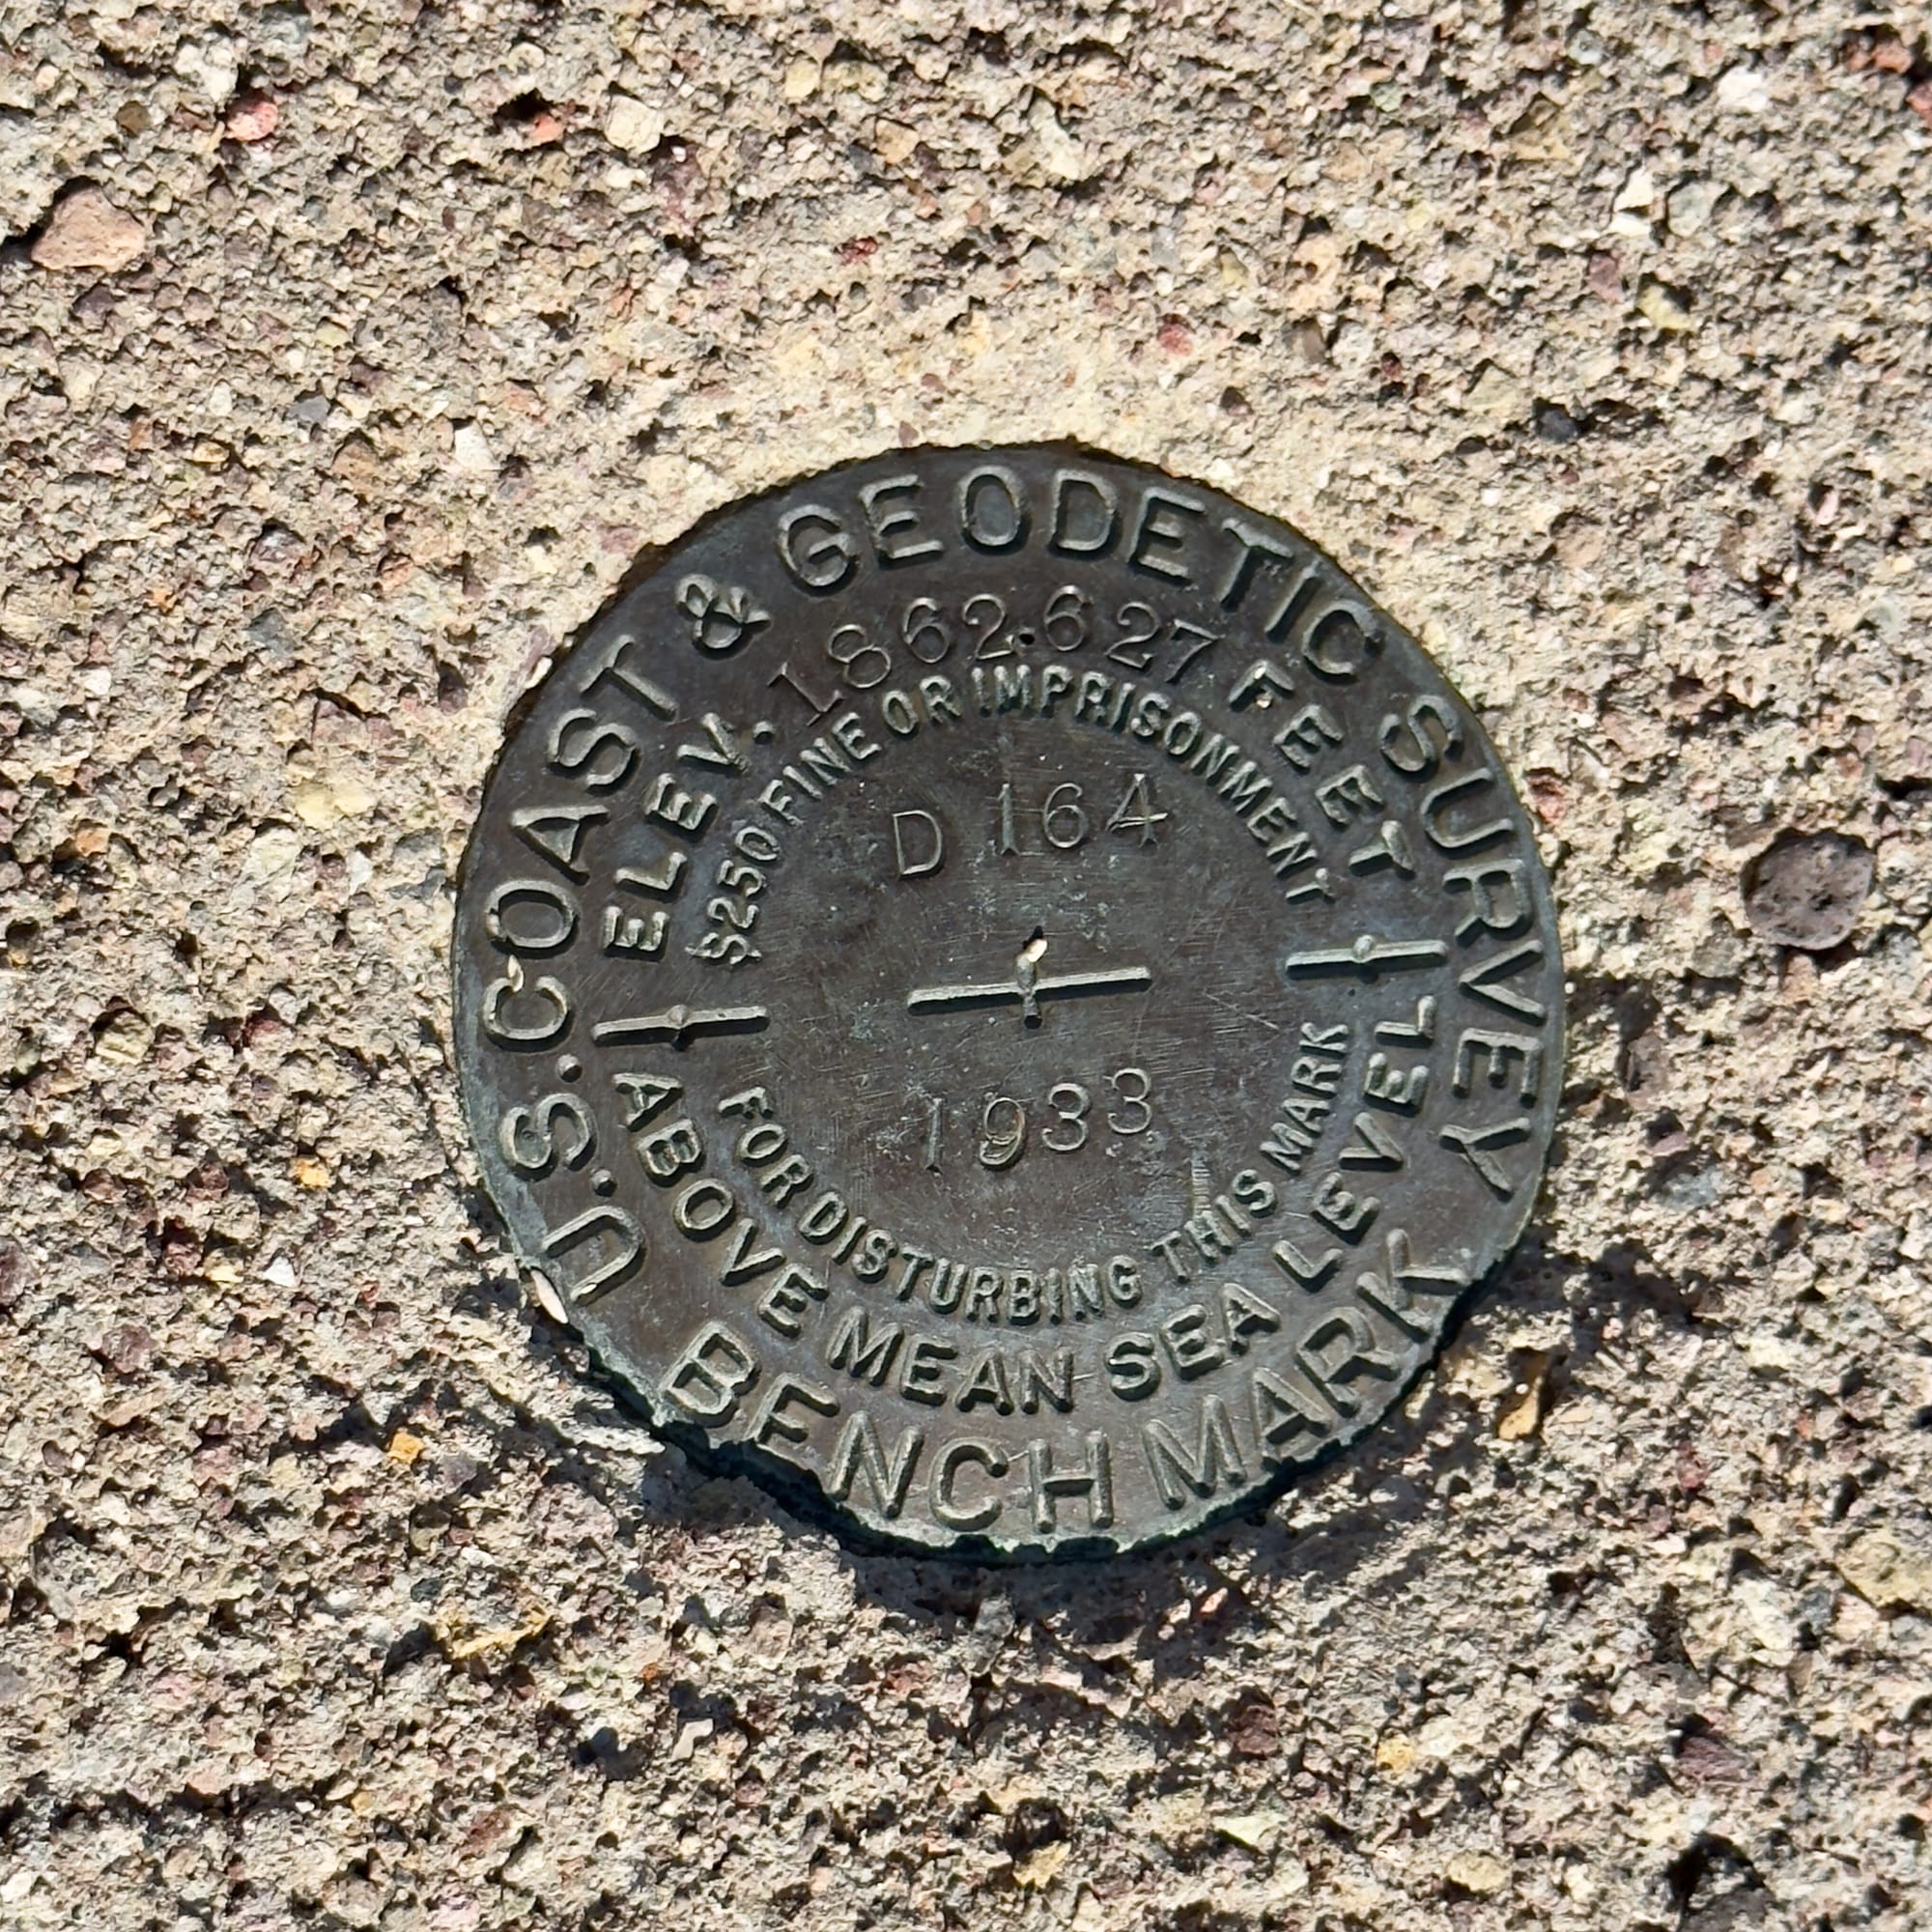 U.S. COAST & GEODETIC SURVEY
ELEV. 1862.627 FEET
$250 FINE OR IMPRISONMENT
D 164
1933
FOR DISTURBING THIS MARK
ABOVE MEAN SEA LEVEL
BENCH MARK